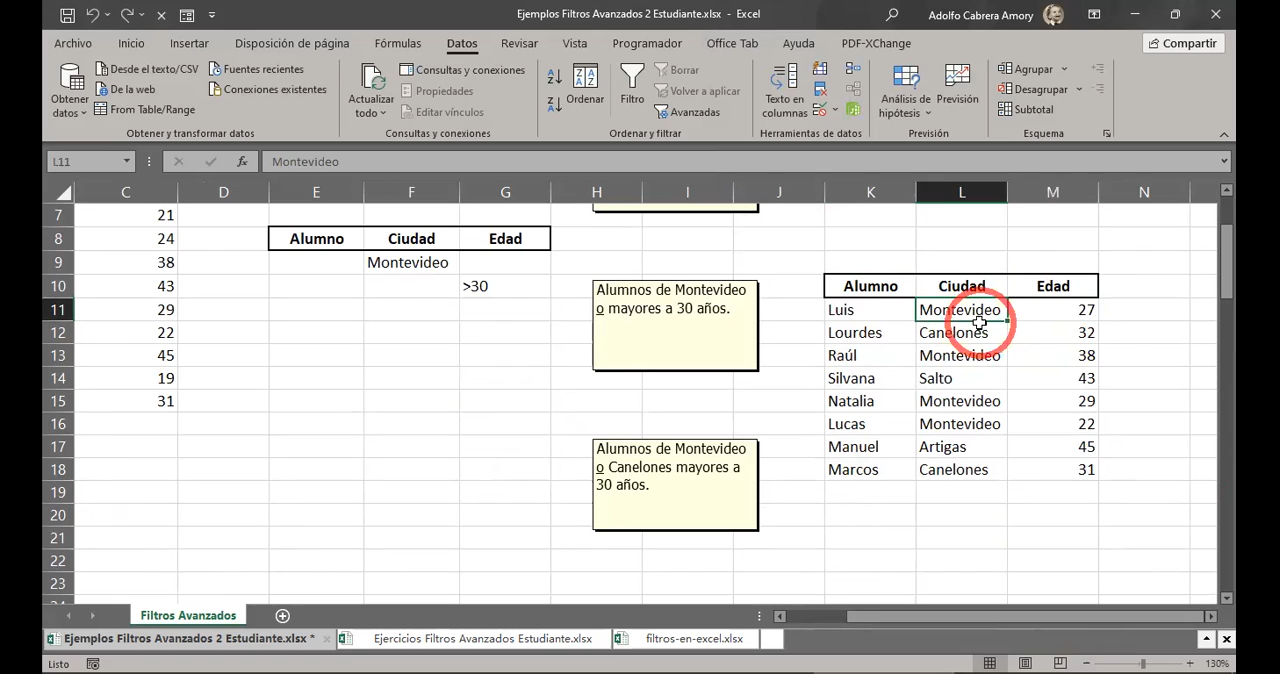 Ejemplos Filtros Avanzados 2 Estudiante.xlsx - Excel
Adolfo Cabrera Amory
Archivo Inicio Insertar Disposición de página Fórmulas Datos Revisar Vista Programador Office Tab Ayuda PDF-XChange Compartir
Obtener datos
Desde el texto/CSV
De la web
From Table/Range
Fuentes recientes
Conexiones existentes
Obtener y transformar datos
Actualizar todo
Consultas y conexiones
Propiedades
Editar vínculos
Consultas y conexiones
Ordenar
Filtro
Borrar
Volver a aplicar
Avanzadas
Ordenar y filtrar
Texto en columnas
Herramientas de datos
Análisis de hipótesis
Previsión
Previsión
Agrupar
Desagrupar
Subtotal
Esquema
L11 fx Montevideo
C D E F G H I J K L M N
7 21
8 24 Alumno Ciudad Edad
9 38 Montevideo
10 43 >30 Alumno Ciudad Edad
11 29 Luis Montevideo 27
12 22 Lourdes Canelones 32
13 45 Raúl Montevideo 38
14 19 Silvana Salto 43
15 31 Natalia Montevideo 29
16 Lucas Montevideo 22
17 Manuel Artigas 45
18 Marcos Canelones 31
19
20
21
22
23
Alumnos de Montevideo
o mayores a 30 años.
Alumnos de Montevideo
o Canelones mayores a
30 años.
Filtros Avanzados
Ejemplos Filtros Avanzados 2 Estudiante.xlsx * Ejercicios Filtros Avanzados Estudiante.xlsx filtros-en-excel.xlsx
Listo 130%